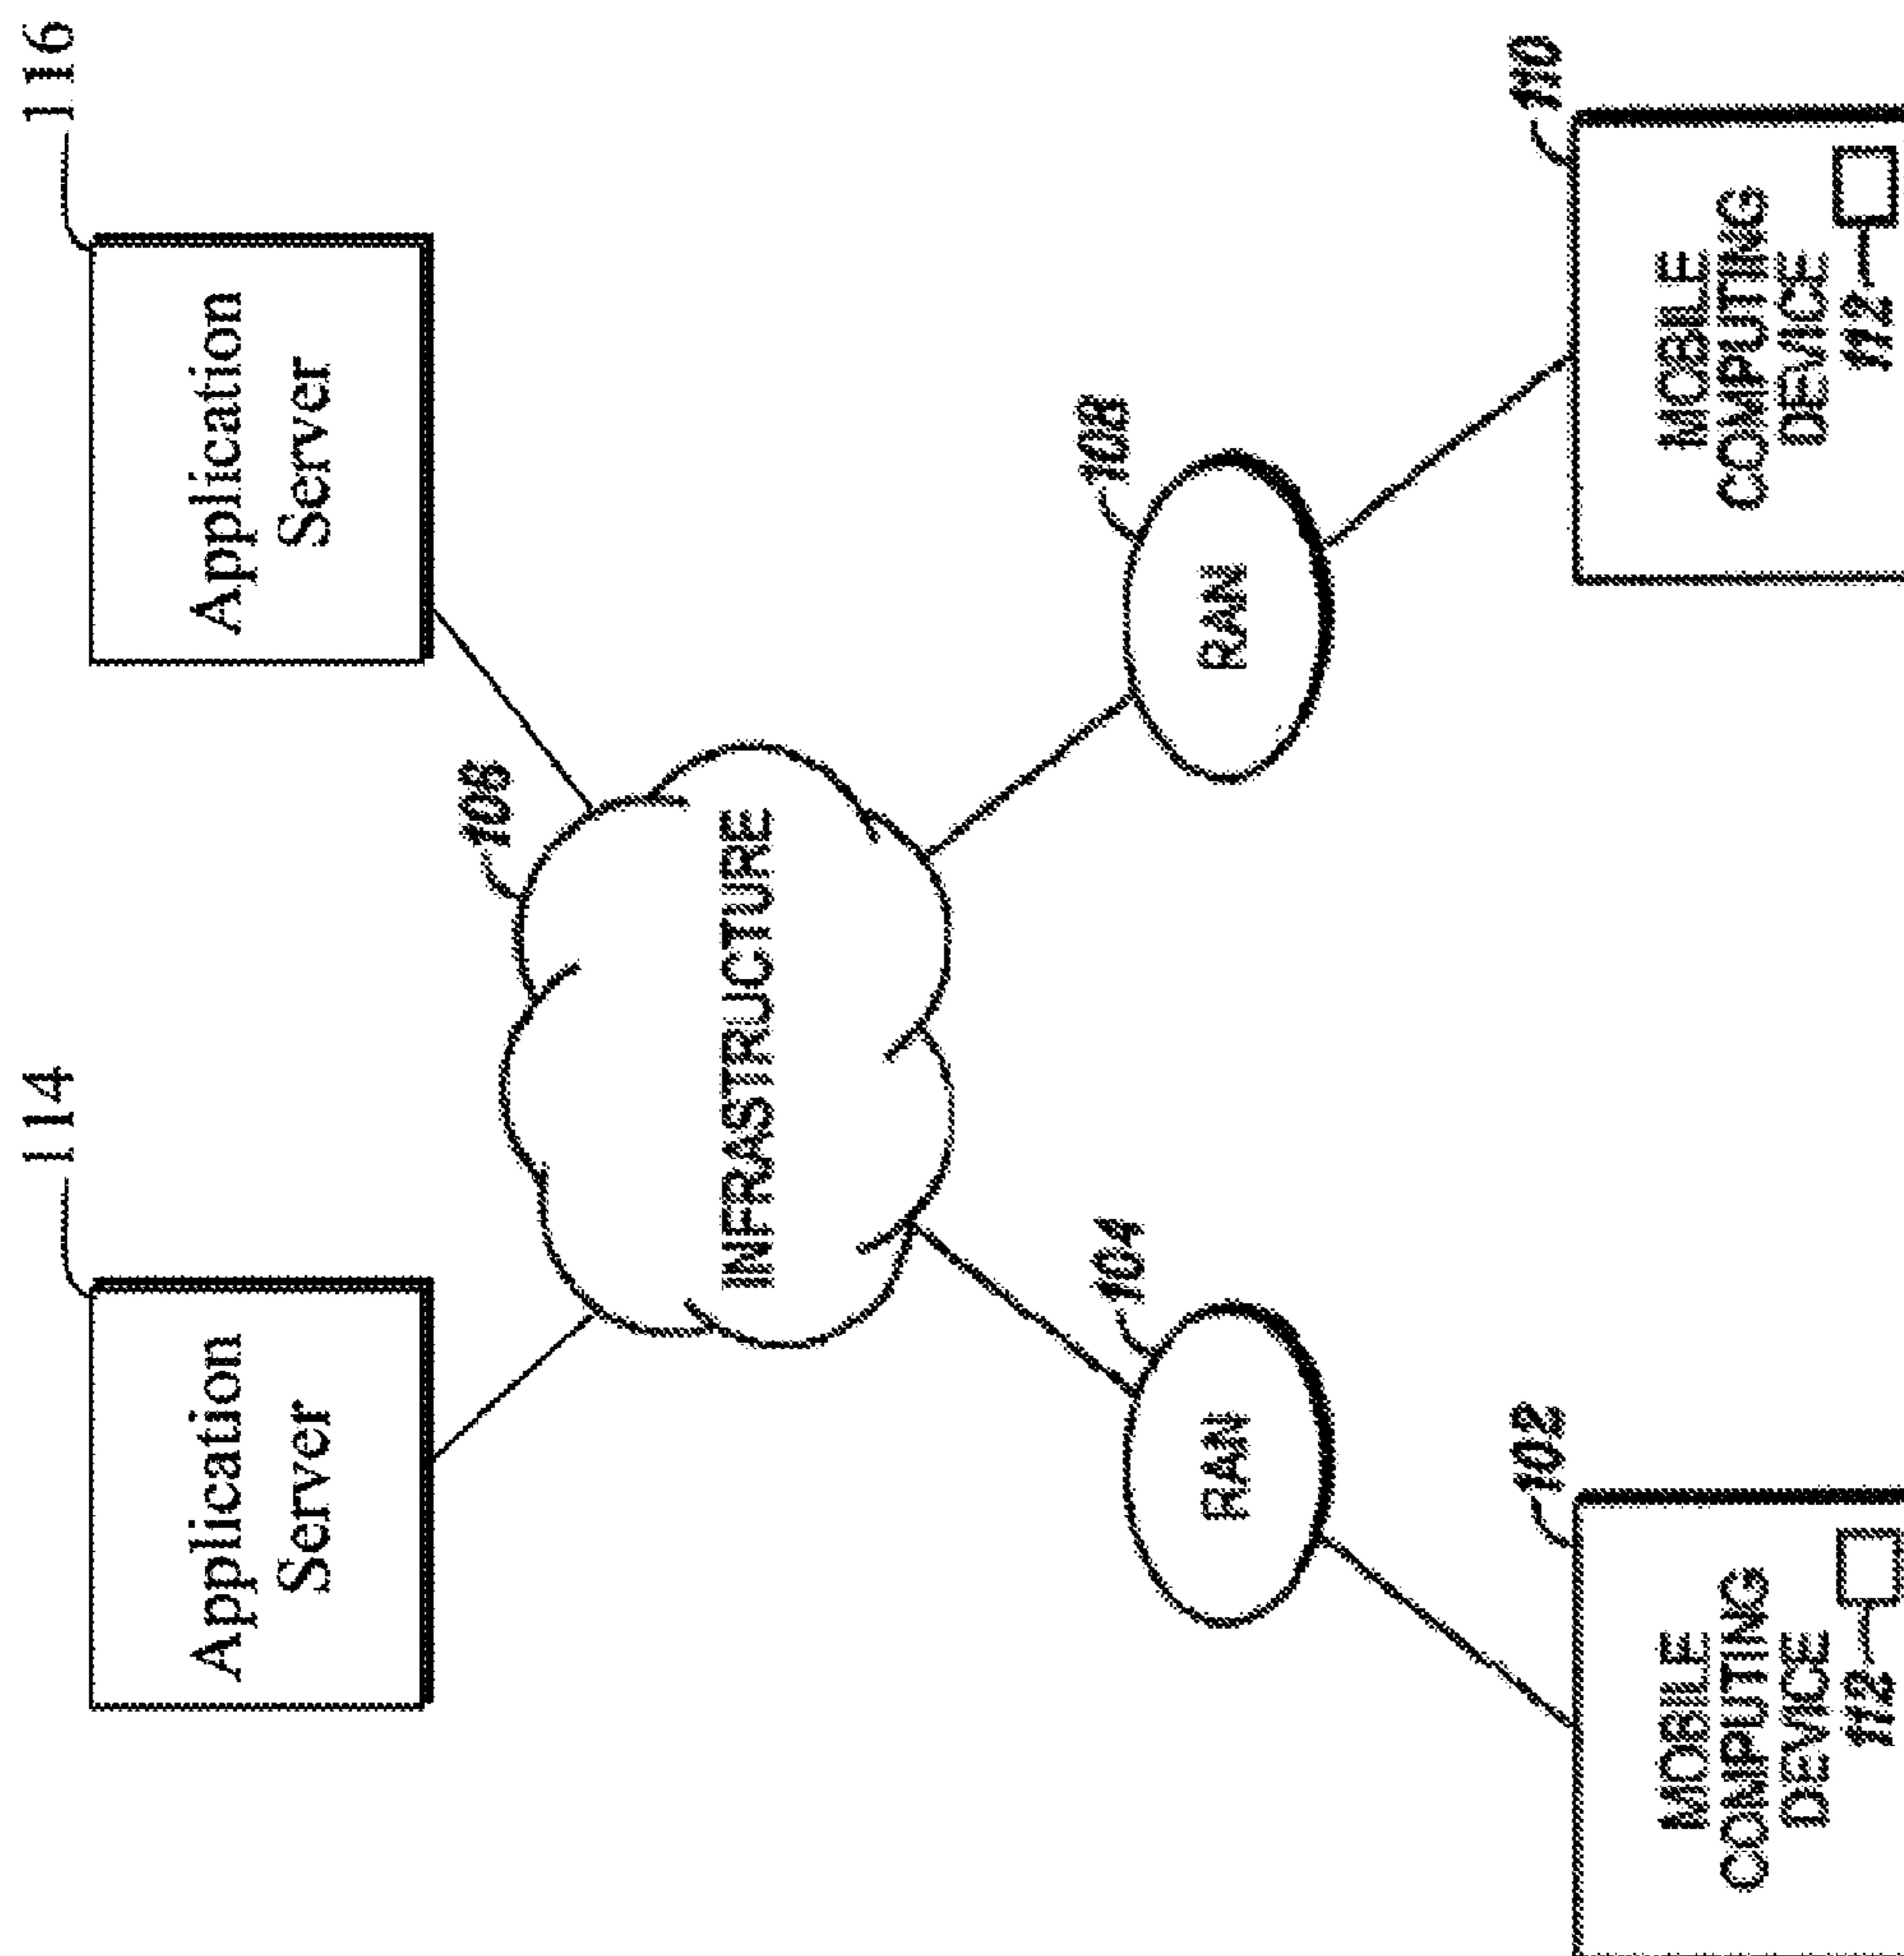 114
116
Application
Server
Application
Server
106
INFRASTRUCTURE
104
108
RAN
RAN
102
110
MOBILE
COMPUTING
DEVICE
112
MOBILE
COMPUTING
DEVICE
112